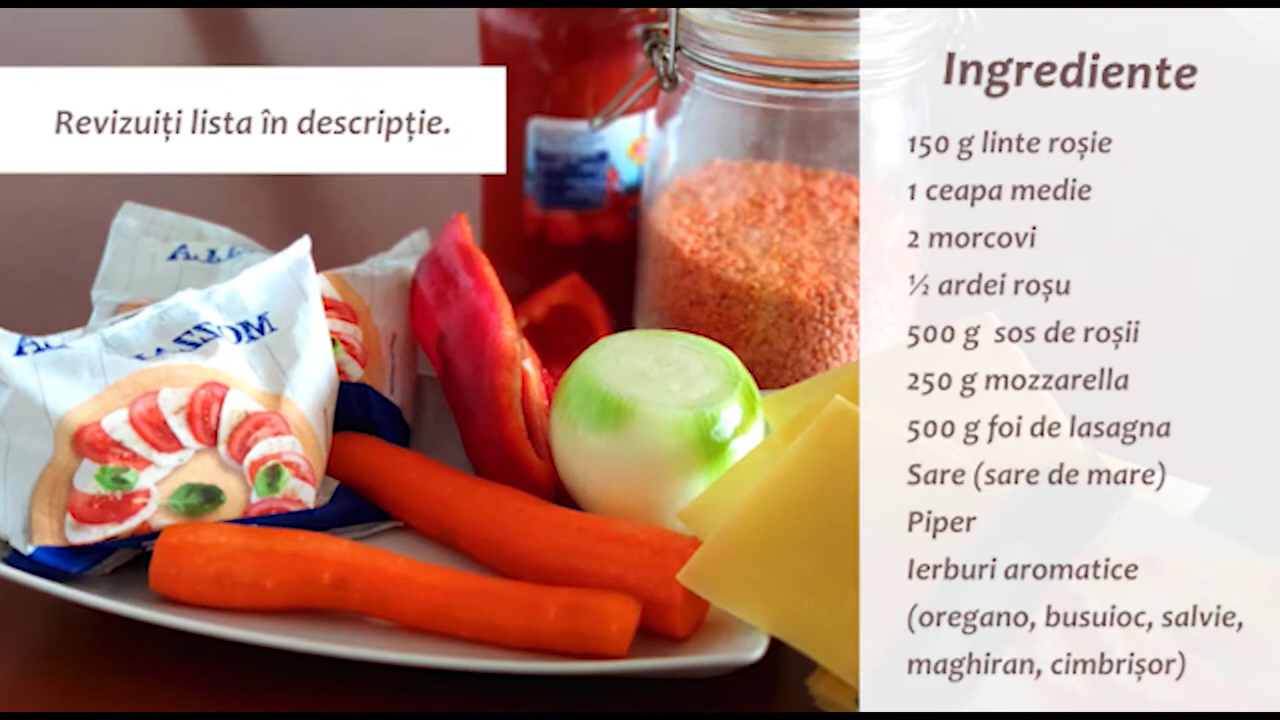 Revizuiți lista în descripție.
Ingrediente
150 g linte roșie
1 ceapa medie
2 morcovi
½ ardei roșu
500 g sos de roșii
250 g mozzarella
500 g foi de lasagna
Sare (sare de mare)
Piper
Ierburi aromatice
(oregano, busuioc, salvie,
maghiran, cimbrișor)